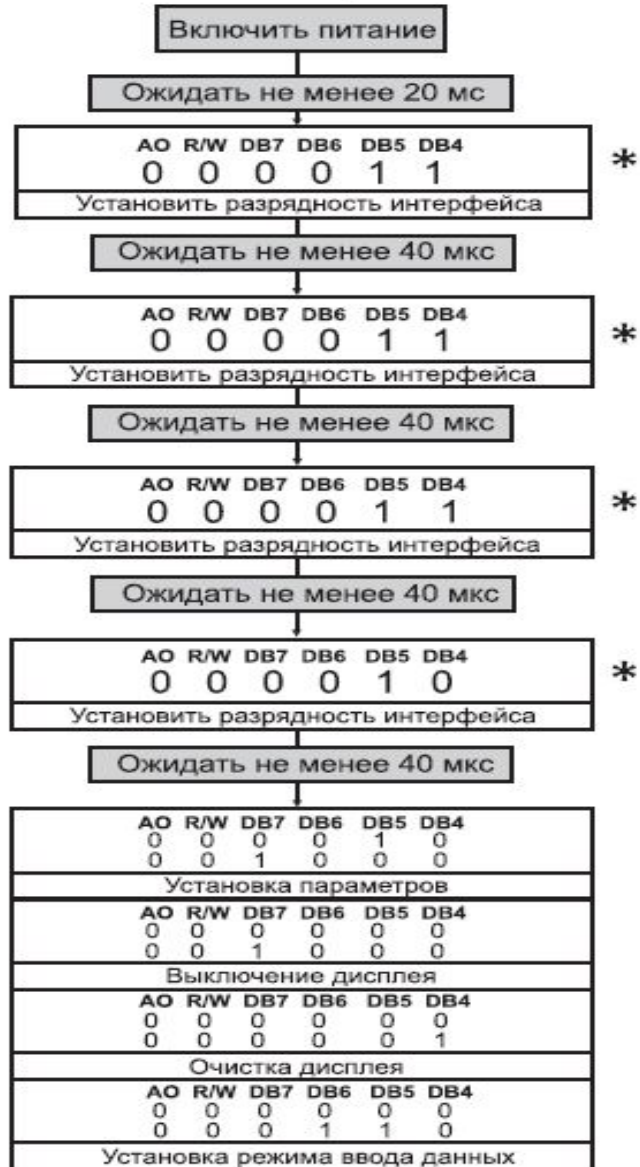 Включить питание
Ожидать не менее 20 мс
AO R/W DB7 DB6 DB5 DB4
0 0 0 0 1 1 *
Установить разрядность интерфейса
Ожидать не менее 40 мкс
AO R/W DB7 DB6 DB5 DB4
0 0 0 0 1 1 *
Установить разрядность интерфейса
Ожидать не менее 40 мкс
AO R/W DB7 DB6 DB5 DB4
0 0 0 0 1 1 *
Установить разрядность интерфейса
Ожидать не менее 40 мкс
AO R/W DB7 DB6 DB5 DB4
0 0 0 0 1 0 *
Установить разрядность интерфейса
Ожидать не менее 40 мкс
AO R/W DB7 DB6 DB5 DB4
0 0 0 0 1 0
0 0 1 0 0 0
Установка параметров
AO R/W DB7 DB6 DB5 DB4
0 0 0 0 0 0
0 0 1 0 0 0
Выключение дисплея
AO R/W DB7 DB6 DB5 DB4
0 0 0 0 0 0
0 0 0 0 0 1
Очистка дисплея
AO R/W DB7 DB6 DB5 DB4
0 0 0 0 0 0
0 0 0 1 1 0
Установка режима ввода данных